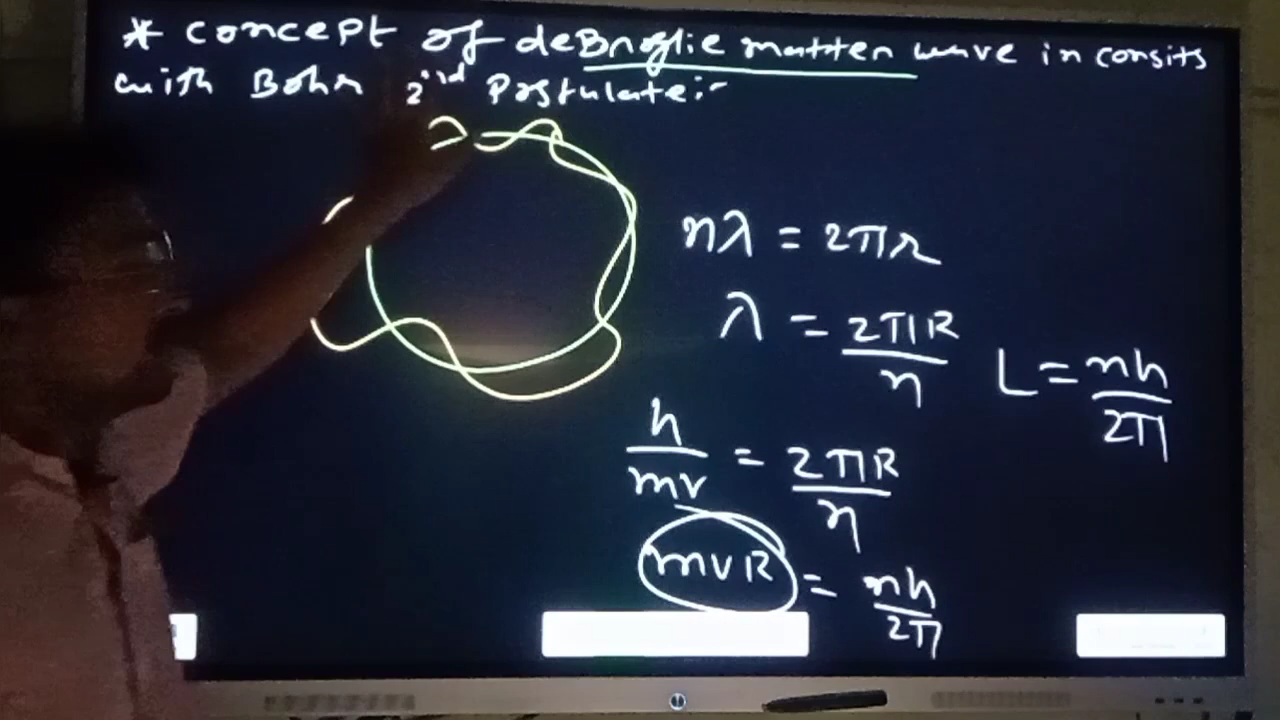 * concept of deBroglie matter wave in consits
with Bohr 2nd Postulate:-
nλ = 2πr
λ = 2πR/n
L = nh/2π
h/mv = 2πR/n
mvR = nh/2π